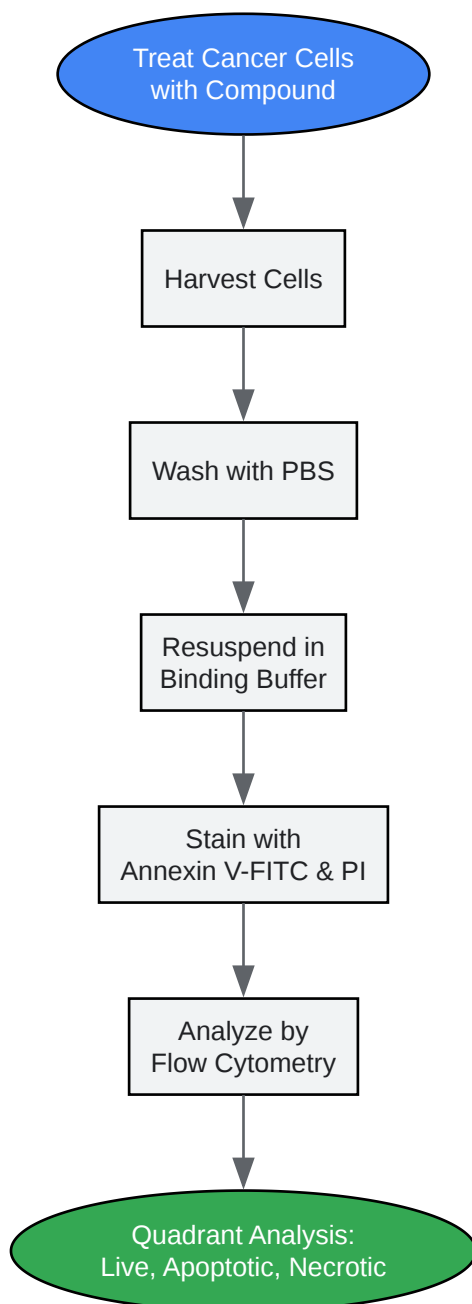 Treat Cancer Cells
with Compound
Harvest Cells
Wash with PBS
Resuspend in
Binding Buffer
Stain with
Annexin V-FITC & PI
Analyze by
Flow Cytometry
Quadrant Analysis:
Live, Apoptotic, Necrotic